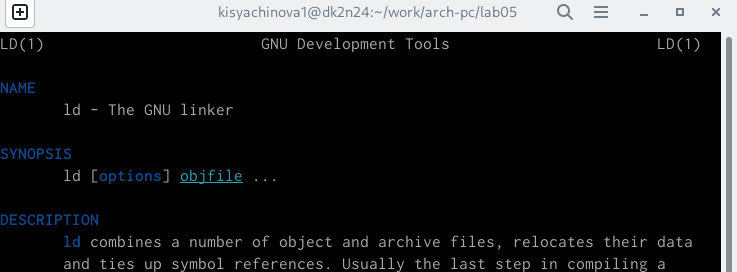 kisyachinova1@dk2n24:~/work/arch-pc/lab05
LD(1) GNU Development Tools LD(1)
NAME
ld - The GNU linker
SYNOPSIS
ld [options] objfile ...
DESCRIPTION
ld combines a number of object and archive files, relocates their data
and ties up symbol references. Usually the last step in compiling a